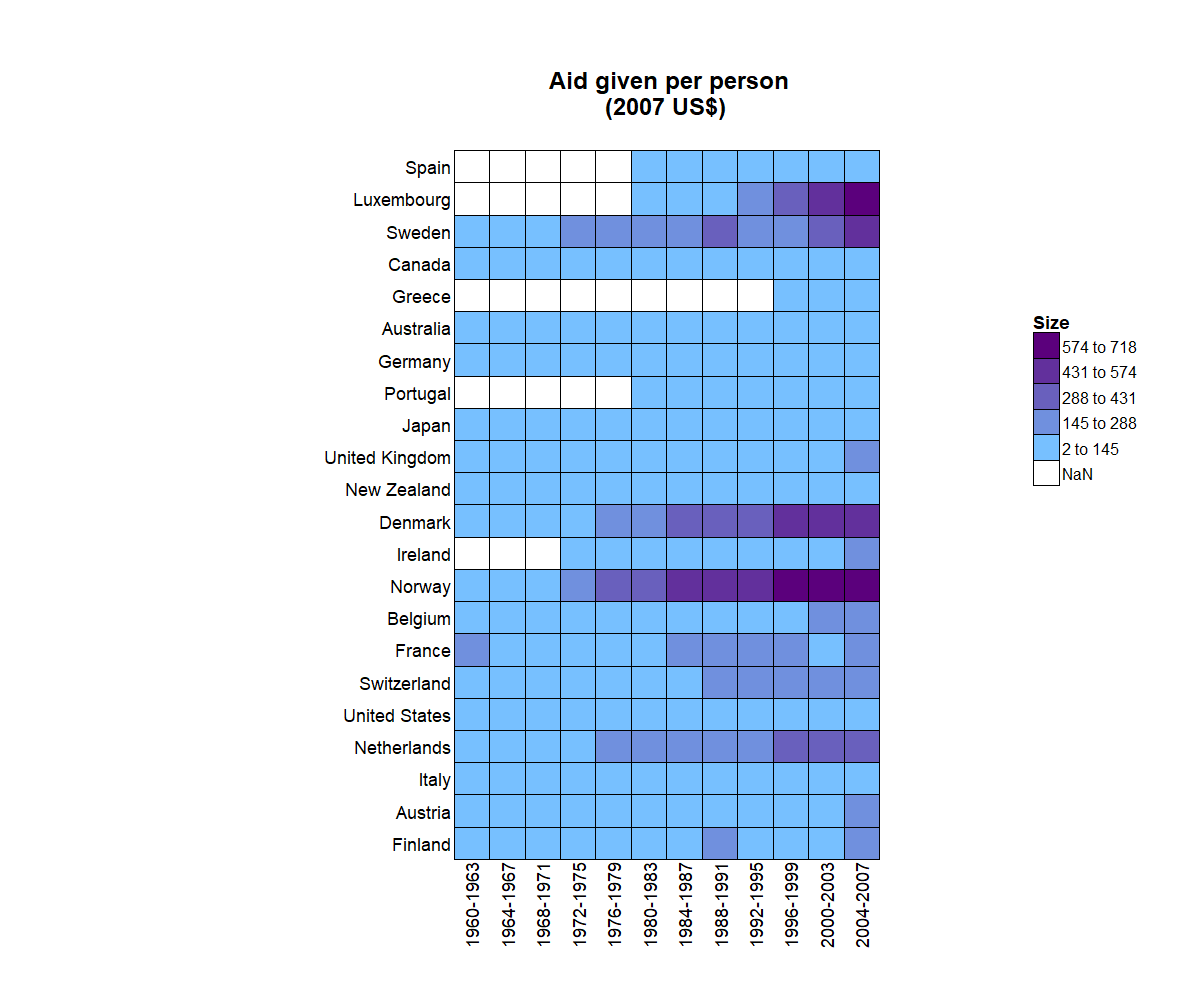 Aid given per person
(2007 US$)
Spain
Luxembourg
Sweden
Canada
Greece
Australia
Germany
Portugal
Japan
United Kingdom
New Zealand
Denmark
Ireland
Norway
Belgium
France
Switzerland
United States
Netherlands
Italy
Austria
Finland
1960-1963
1964-1967
1968-1971
1972-1975
1976-1979
1980-1983
1984-1987
1988-1991
1992-1995
1996-1999
2000-2003
2004-2007
Size
574 to 718
431 to 574
288 to 431
145 to 288
2 to 145
NaN